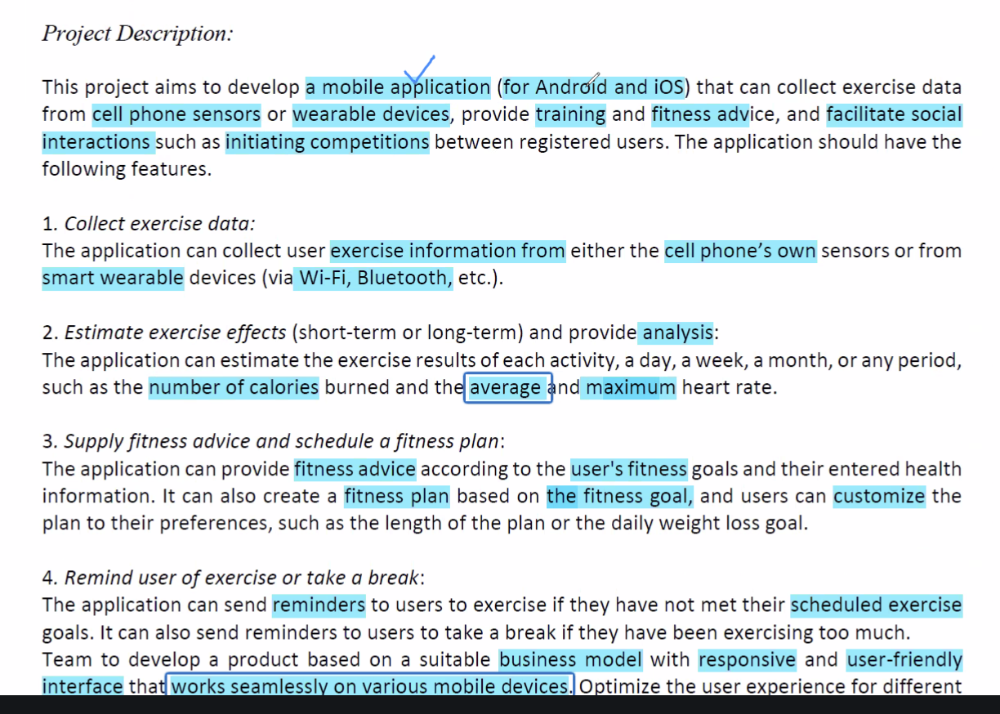 Project Description:
This project aims to develop a mobile application (for Android and iOS) that can collect exercise data
from cell phone sensors or wearable devices, provide training and fitness advice, and facilitate social
interactions such as initiating competitions between registered users. The application should have the
following features.
1. Collect exercise data:
The application can collect user exercise information from either the cell phone’s own sensors or from
smart wearable devices (via Wi-Fi, Bluetooth, etc.).
2. Estimate exercise effects (short-term or long-term) and provide analysis:
The application can estimate the exercise results of each activity, a day, a week, a month, or any period,
such as the number of calories burned and the average and maximum heart rate.
3. Supply fitness advice and schedule a fitness plan:
The application can provide fitness advice according to the user's fitness goals and their entered health
information. It can also create a fitness plan based on the fitness goal, and users can customize the
plan to their preferences, such as the length of the plan or the daily weight loss goal.
4. Remind user of exercise or take a break:
The application can send reminders to users to exercise if they have not met their scheduled exercise
goals. It can also send reminders to users to take a break if they have been exercising too much.
Team to develop a product based on a suitable business model with responsive and user-friendly
interface that works seamlessly on various mobile devices. Optimize the user experience for different